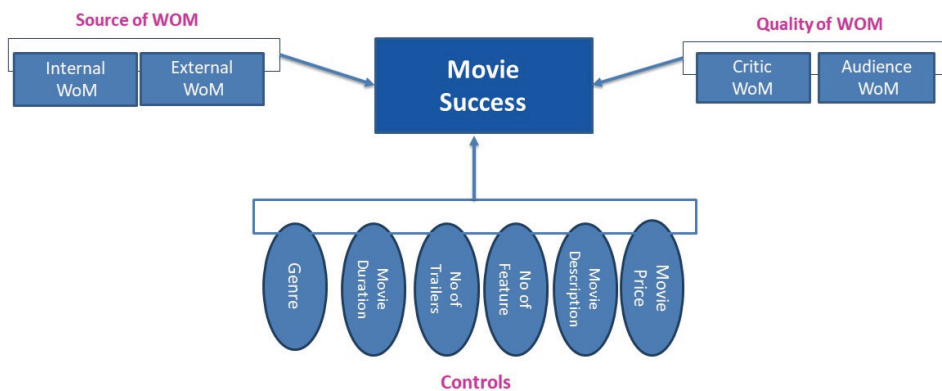 Source of WOM
Internal
WoM
External
WoM
Movie
Success
Quality of WOM
Critic
WoM
Audience
WoM
Genre
Movie
Duration
No of
Trailers
No of
Feature
Movie
Description
Movie
Price
Controls